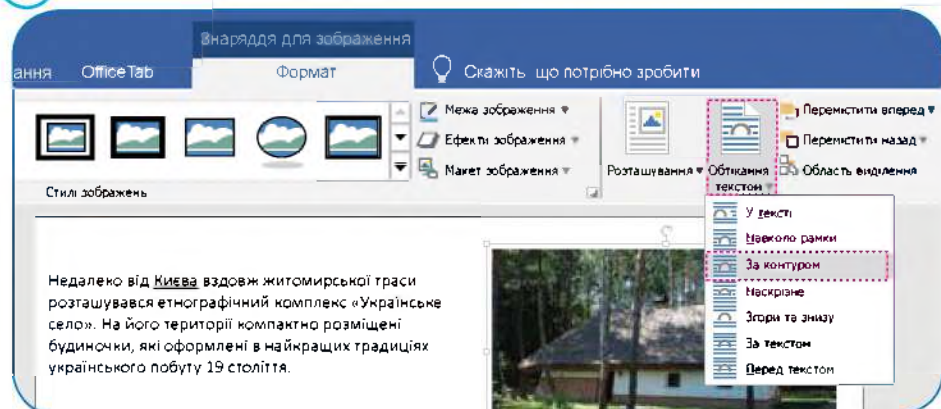 Знаряддя для зображення
ання OfficeTab Формат Скажіть, що потрібно зробити
Межа зображення
Ефекти зображення
Макет зображення
Стилі зображень
Розташування
Обтікання
текстом
Перемістити вперед
Перемістити назад
Область виділення
У тексті
Навколо рамки
За контуром
Наскрізне
Згори та знизу
За текстом
Перед текстом
Недалеко від Києва вздовж житомирської траси
розташувався етнографічний комплекс «Українське
село». На його території компактно розміщені
будиночки, які оформлені в найкращих традиціях
українського побуту 19 століття.